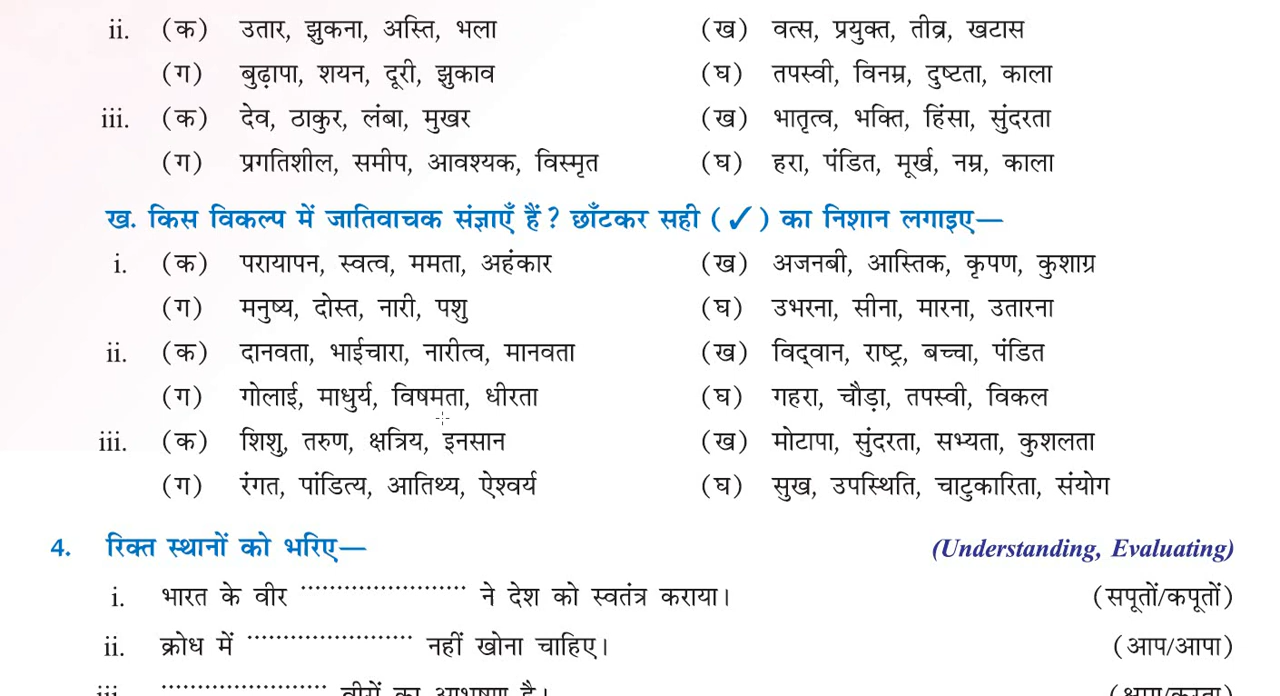 ii. (क) उतार, झुकना, अस्ति, भला (ख) वत्स, प्रयुक्त, तीव्र, खटास
(ग) बुढ़ापा, शयन, दूरी, झुकाव (घ) तपस्वी, विनम्र, दुष्टता, काला
iii. (क) देव, ठाकुर, लंबा, मुखर (ख) भातृत्व, भक्ति, हिंसा, सुंदरता
(ग) प्रगतिशील, समीप, आवश्यक, विस्मृत (घ) हरा, पंडित, मूर्ख, नम्र, काला
ख. किस विकल्प में जातिवाचक संज्ञाएँ हैं? छाँटकर सही (✓) का निशान लगाइए—
i. (क) परायापन, स्वत्व, ममता, अहंकार (ख) अजनबी, आस्तिक, कृपण, कुशाग्र
(ग) मनुष्य, दोस्त, नारी, पशु (घ) उभरना, सीना, मारना, उतारना
ii. (क) दानवता, भाईचारा, नारीत्व, मानवता (ख) विद्‌वान, राष्ट्र, बच्चा, पंडित
(ग) गोलाई, माधुर्य, विषमता, धीरता (घ) गहरा, चौड़ा, तपस्वी, विकल
iii. (क) शिशु, तरुण, क्षत्रिय, इनसान (ख) मोटापा, सुंदरता, सभ्यता, कुशलता
(ग) रंगत, पांडित्य, आतिथ्य, ऐश्वर्य (घ) सुख, उपस्थिति, चाटुकारिता, संयोग
4. रिक्त स्थानों को भरिए— (Understanding, Evaluating)
i. भारत के वीर ........................ ने देश को स्वतंत्र कराया। (सपूतों/कपूतों)
ii. क्रोध में ........................ नहीं खोना चाहिए। (आप/आपा)
iii. ........................ वीरों का आभूषण है।